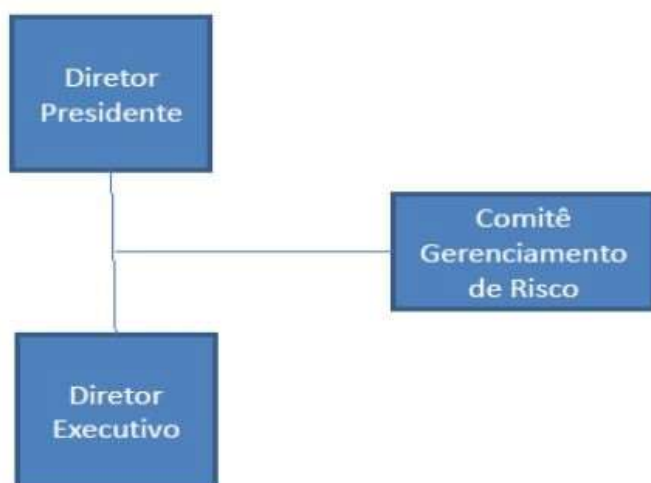 Diretor
Presidente
Comitê
Gerenciamento
de Risco
Diretor
Executivo